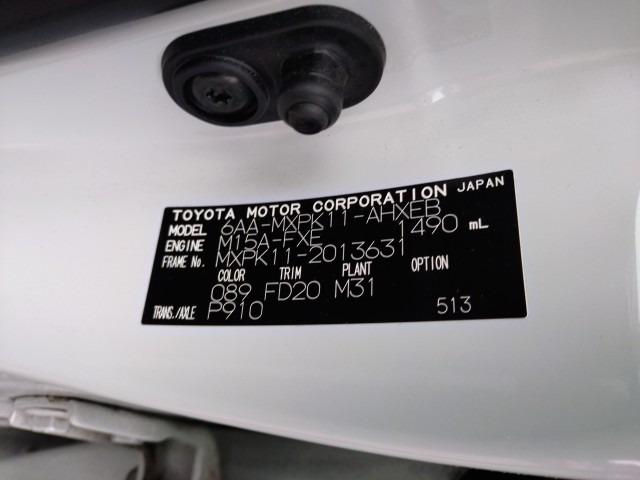 TOYOTA MOTOR CORPORATION JAPAN
MODEL 6AA-MXPK11-AHXEB
ENGINE M15A-FXE 1490 mL
FRAME No. MXPK11-2013631
COLOR TRIM PLANT OPTION
089 FD20 M31
TRANS./AXLE P910 513